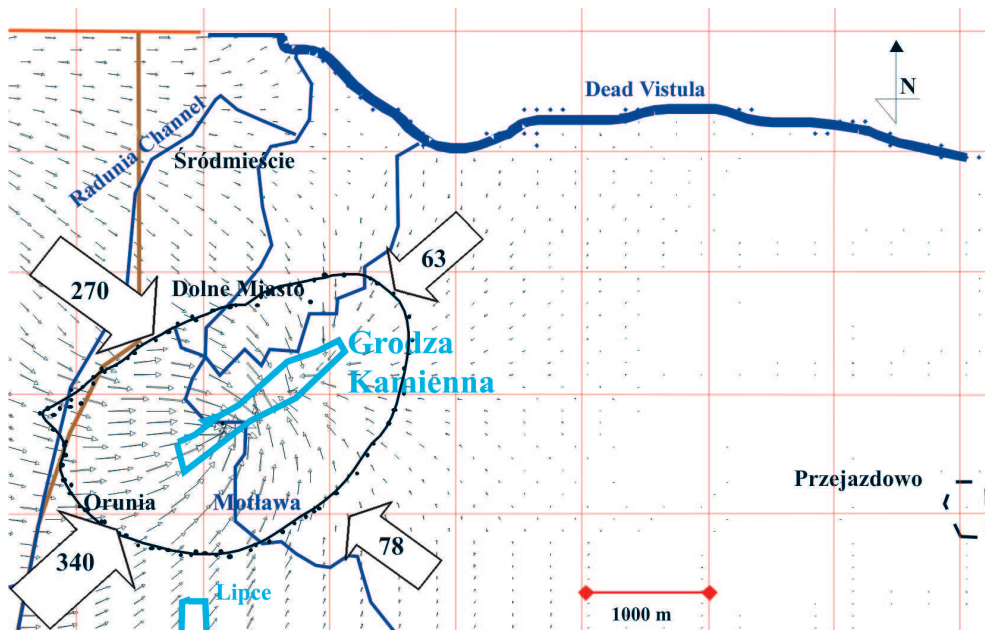 Dead Vistula
N
Radunia Channel
Śródmieście
63
270
Dolne Miasto
Grodza
Kamienna
Przejazdowo
Orunia
Motława
78
340
Lipce
1000 m